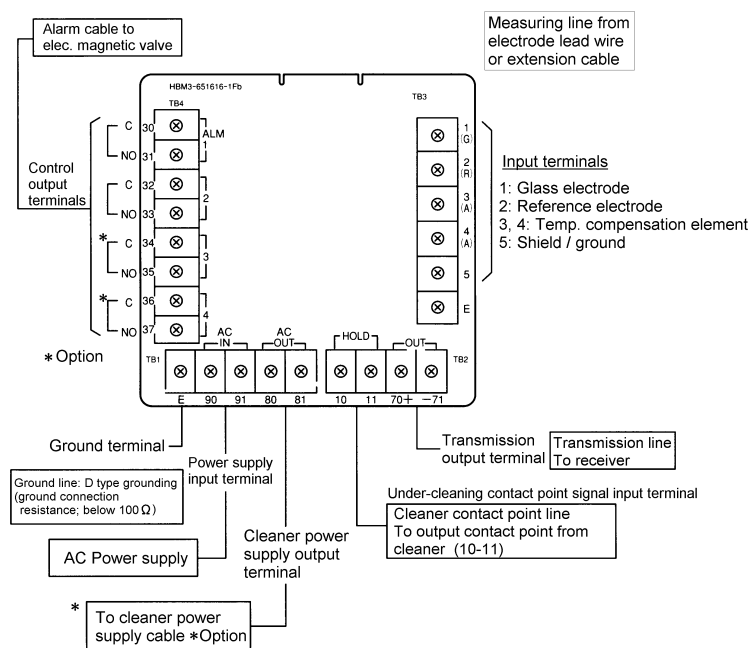 Alarm cable to
elec. magnetic valve
Measuring line from
electrode lead wire
or extension cable
HBM3-651616-1Fb
TB4
TB3
Control
output
terminals
C 30
NO 31
ALM
1
C 32
NO 33
2
* C 34
NO 35
3
* C 36
NO 37
4
1
(G)
2
(R)
3
(A)
4
(A)
5
E
Input terminals
1: Glass electrode
2: Reference electrode
3, 4: Temp. compensation element
5: Shield / ground
* Option
TB1
AC
IN
AC
OUT
HOLD
OUT
TB2
E 90 91 80 81
10 11 70+ −71
Ground terminal
Power supply
input terminal
Ground line: D type grounding
(ground connection
resistance; below 100 Ω)
AC Power supply
Cleaner power
supply output
terminal
*
To cleaner power
supply cable *Option
Transmission
output terminal
Transmission line
To receiver
Under-cleaning contact point signal input terminal
Cleaner contact point line
To output contact point from
cleaner (10-11)